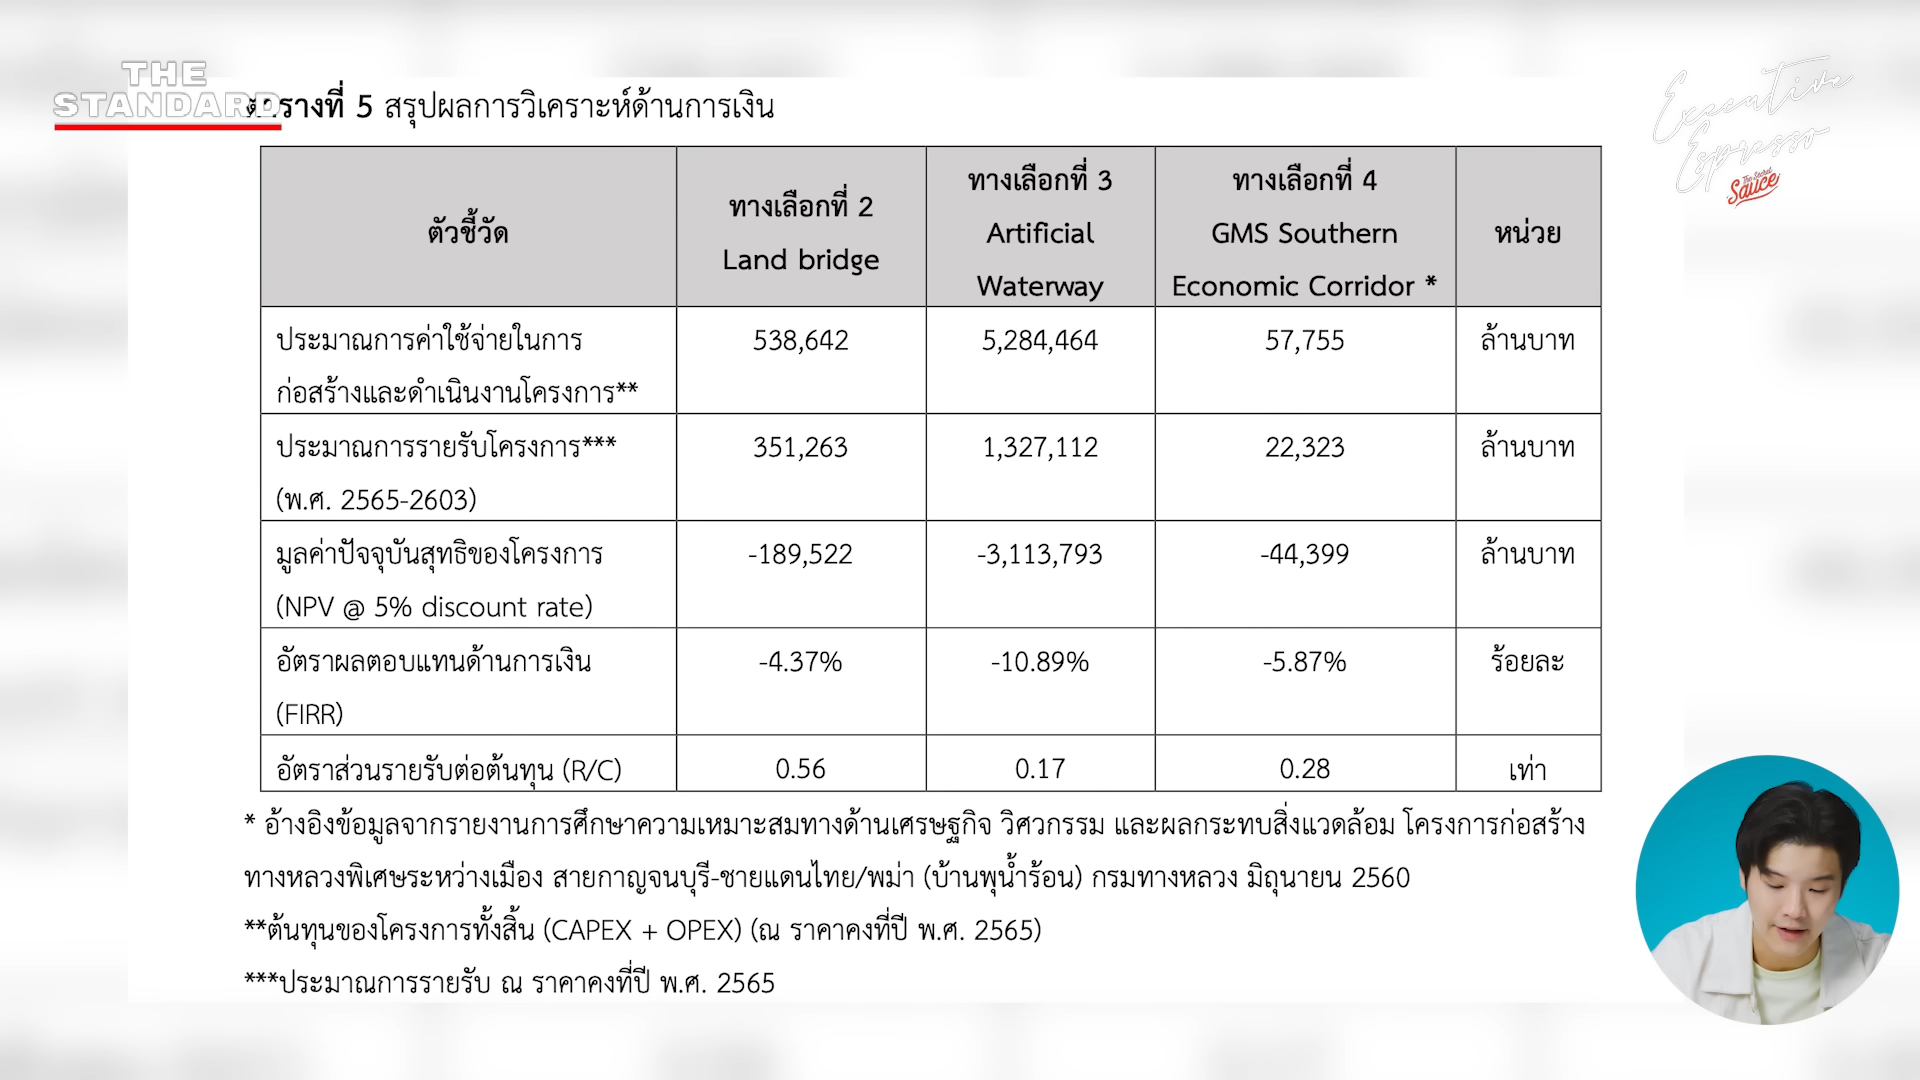 THE
STANDARD
ตารางที่ 5 สรุปผลการวิเคราะห์ด้านการเงิน
Executive
Espresso
The Secret
Sauce
ตัวชี้วัด
ทางเลือกที่ 2
Land bridge
ทางเลือกที่ 3
Artificial
Waterway
ทางเลือกที่ 4
GMS Southern
Economic Corridor *
หน่วย
ประมาณการค่าใช้จ่ายในการ
ก่อสร้างและดำเนินงานโครงการ**
538,642
5,284,464
57,755
ล้านบาท
ประมาณการรายรับโครงการ***
(พ.ศ. 2565-2603)
351,263
1,327,112
22,323
ล้านบาท
มูลค่าปัจจุบันสุทธิของโครงการ
(NPV @ 5% discount rate)
-189,522
-3,113,793
-44,399
ล้านบาท
อัตราผลตอบแทนด้านการเงิน
(FIRR)
-4.37%
-10.89%
-5.87%
ร้อยละ
อัตราส่วนรายรับต่อต้นทุน (R/C)
0.56
0.17
0.28
เท่า
* อ้างอิงข้อมูลจากรายงานการศึกษาความเหมาะสมทางด้านเศรษฐกิจ วิศวกรรม และผลกระทบสิ่งแวดล้อม โครงการก่อสร้าง
ทางหลวงพิเศษระหว่างเมือง สายกาญจนบุรี-ชายแดนไทย/พม่า (บ้านพุน้ำร้อน) กรมทางหลวง มิถุนายน 2560
**ต้นทุนของโครงการทั้งสิ้น (CAPEX + OPEX) (ณ ราคาคงที่ปี พ.ศ. 2565)
***ประมาณการรายรับ ณ ราคาคงที่ปี พ.ศ. 2565